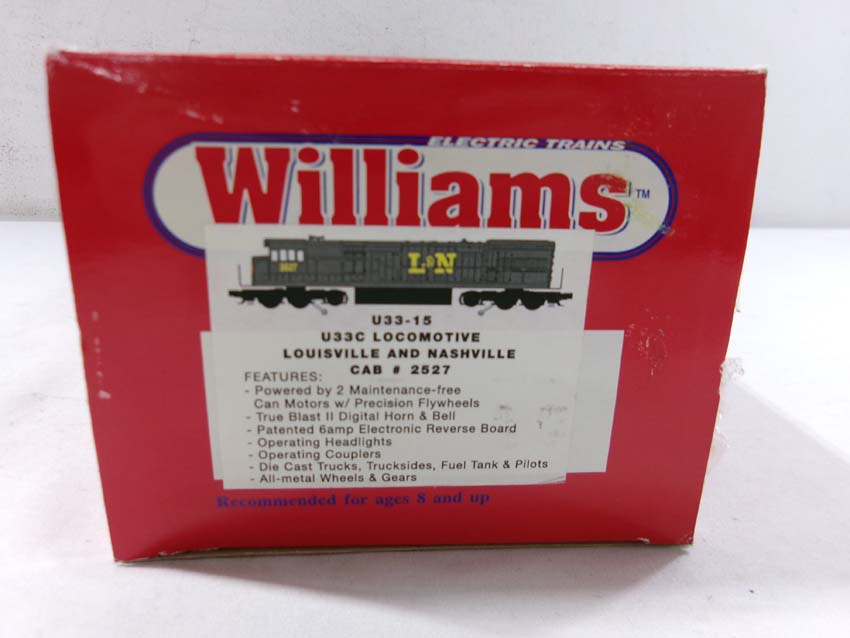 ELECTRIC TRAINS
Williams™
2527
L&N
U33-15
U33C LOCOMOTIVE
LOUISVILLE AND NASHVILLE
CAB # 2527
FEATURES:
- Powered by 2 Maintenance-free
Can Motors w/ Precision Flywheels
- True Blast II Digital Horn & Bell
- Patented 6amp Electronic Reverse Board
- Operating Headlights
- Operating Couplers
- Die Cast Trucks, Trucksides, Fuel Tank & Pilots
- All-metal Wheels & Gears
Recommended for ages 8 and up